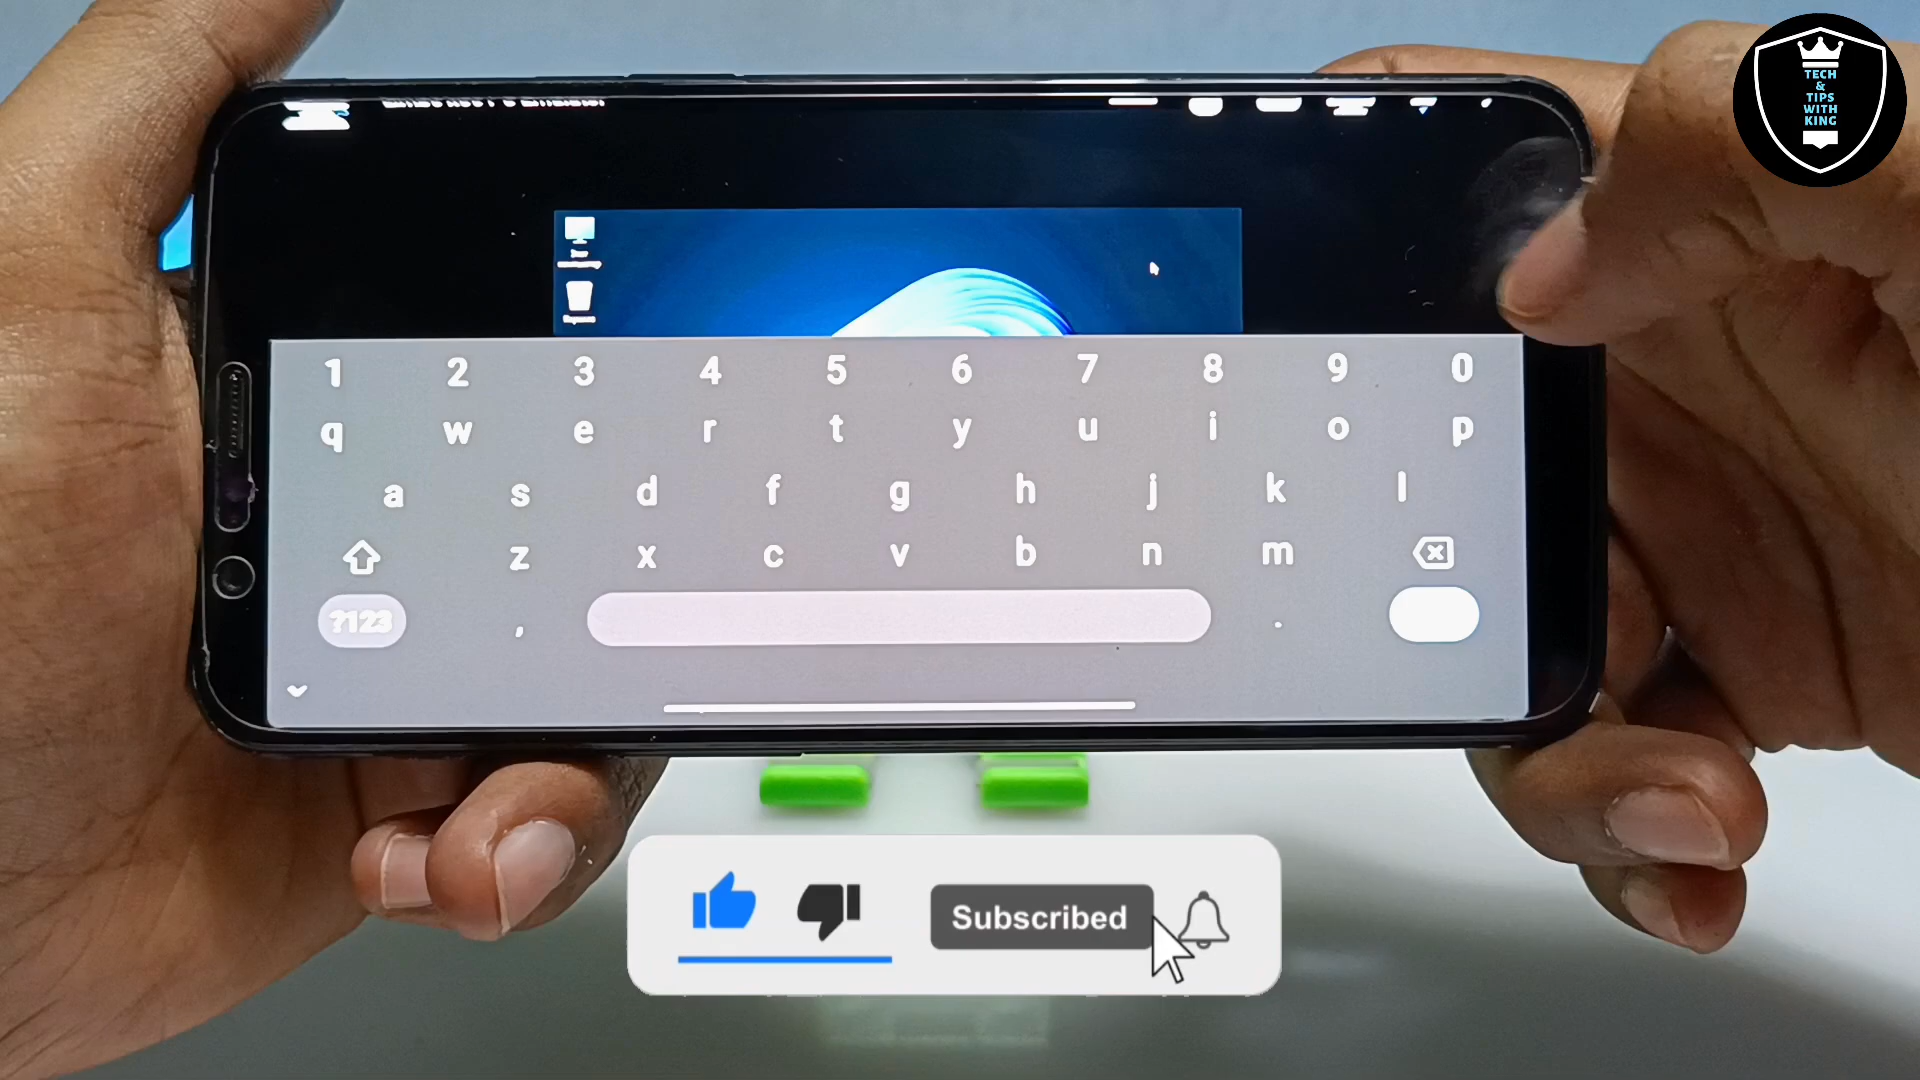 TECH
&
TIPS
WITH
KING
1 2 3 4 5 6 7 8 9 0
q w e r t y u i o p
a s d f g h j k l
z x c v b n m
?123 , .
Subscribed